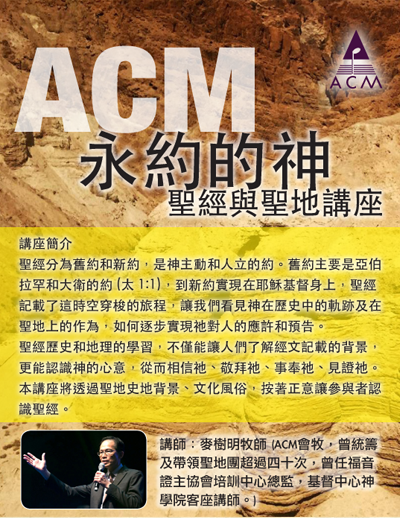 ACM
ACM
永約的神
聖經與聖地講座
講座簡介
聖經分為舊約和新約，是神主動和人立的約。舊約主要是亞伯
拉罕和大衛的約 (太 1:1)，到新約實現在耶穌基督身上，聖經
記載了這時空穿梭的旅程，讓我們看見神在歷史中的軌跡及在
聖地上的作為，如何逐步實現祂對人的應許和預告。
聖經歷史和地理的學習，不僅能讓人們了解經文記載的背景，
更能認識神的心意，從而相信祂、敬拜祂、事奉祂、見證祂。
本講座將透過聖地史地背景、文化風俗，按著正意讓參與者認
識聖經。
講師：麥樹明牧師 (ACM會牧，曾統籌
及帶領聖地團超過四十次，曾任福音
證主協會培訓中心總監，基督中心神
學院客座講師。)